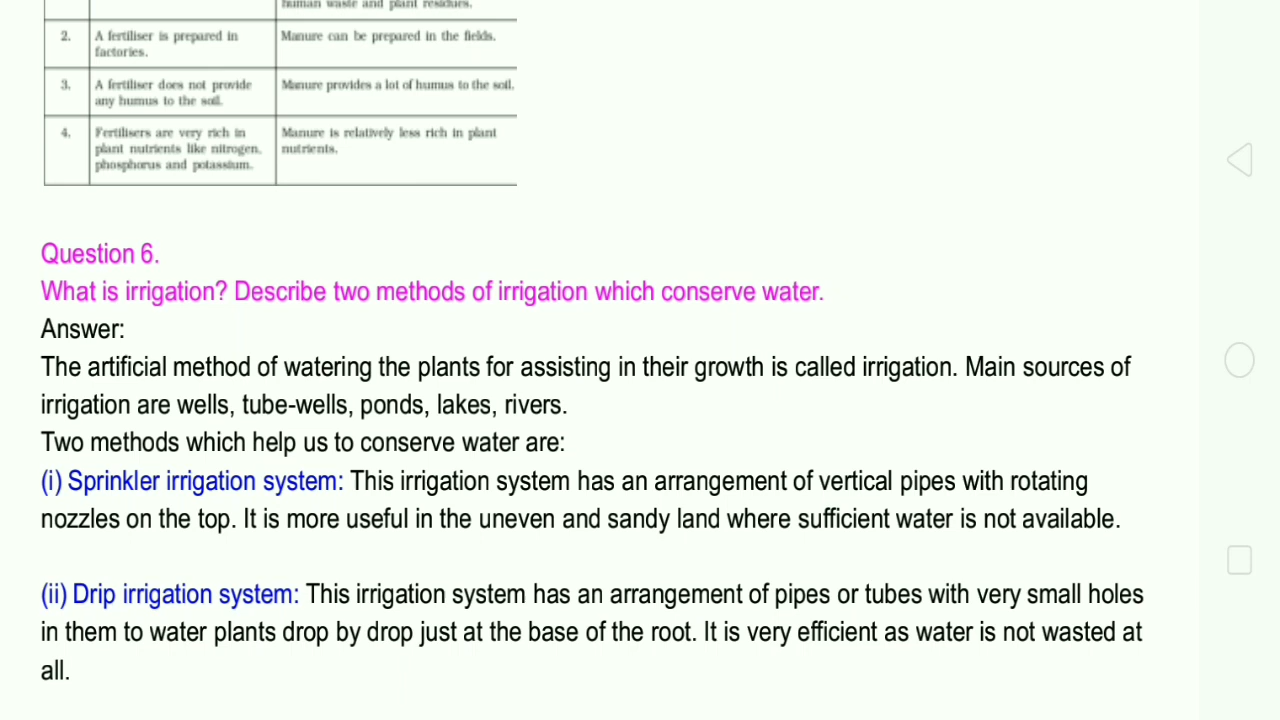 human waste and plant residues.
2. A fertiliser is prepared in Manure can be prepared in the fields.
factories.
3. A fertiliser does not provide Manure provides a lot of humus to the soil.
any humus to the soil.
4. Fertilisers are very rich in Manure is relatively less rich in plant
plant nutrients like nitrogen, nutrients.
phosphorus and potassium.
Question 6.
What is irrigation? Describe two methods of irrigation which conserve water.
Answer:
The artificial method of watering the plants for assisting in their growth is called irrigation. Main sources of
irrigation are wells, tube-wells, ponds, lakes, rivers.
Two methods which help us to conserve water are:
(i) Sprinkler irrigation system: This irrigation system has an arrangement of vertical pipes with rotating
nozzles on the top. It is more useful in the uneven and sandy land where sufficient water is not available.
(ii) Drip irrigation system: This irrigation system has an arrangement of pipes or tubes with very small holes
in them to water plants drop by drop just at the base of the root. It is very efficient as water is not wasted at
all.